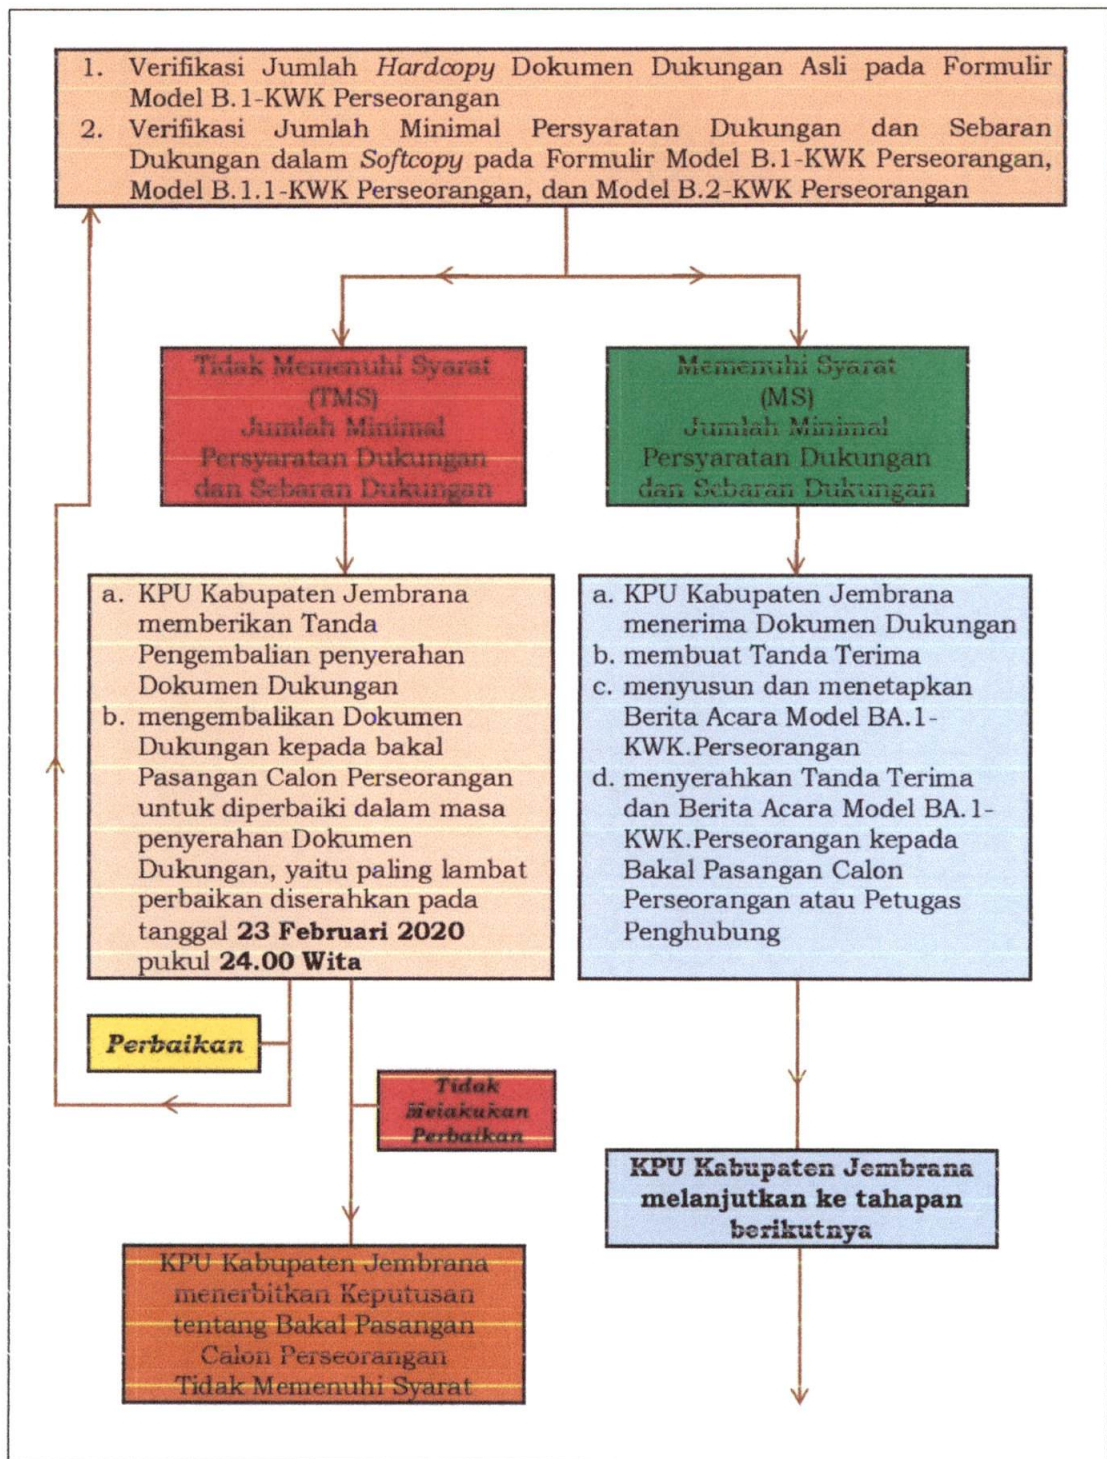 1. Verifikasi Jumlah Hardcopy Dokumen Dukungan Asli pada Formulir
Model B.1-KWK Perseorangan
2. Verifikasi Jumlah Minimal Persyaratan Dukungan dan Sebaran
Dukungan dalam Softcopy pada Formulir Model B.1-KWK Perseorangan,
Model B.1.1-KWK Perseorangan, dan Model B.2-KWK Perseorangan
Tidak Memenuhi Syarat
(TMS)
Jumlah Minimal
Persyaratan Dukungan
dan Sebaran Dukungan
Memenuhi Syarat
(MS)
Jumlah Minimal
Persyaratan Dukungan
dan Sebaran Dukungan
a. KPU Kabupaten Jembrana
memberikan Tanda
Pengembalian penyerahan
Dokumen Dukungan
b. mengembalikan Dokumen
Dukungan kepada bakal
Pasangan Calon Perseorangan
untuk diperbaiki dalam masa
penyerahan Dokumen
Dukungan, yaitu paling lambat
perbaikan diserahkan pada
tanggal 23 Februari 2020
pukul 24.00 Wita
a. KPU Kabupaten Jembrana
menerima Dokumen Dukungan
b. membuat Tanda Terima
c. menyusun dan menetapkan
Berita Acara Model BA.1-
KWK.Perseorangan
d. menyerahkan Tanda Terima
dan Berita Acara Model BA.1-
KWK.Perseorangan kepada
Bakal Pasangan Calon
Perseorangan atau Petugas
Penghubung
Perbaikan
Tidak
Melakukan
Perbaikan
KPU Kabupaten Jembrana
melanjutkan ke tahapan
berikutnya
KPU Kabupaten Jembrana
menerbitkan Keputusan
tentang Bakal Pasangan
Calon Perseorangan
Tidak Memenuhi Syarat